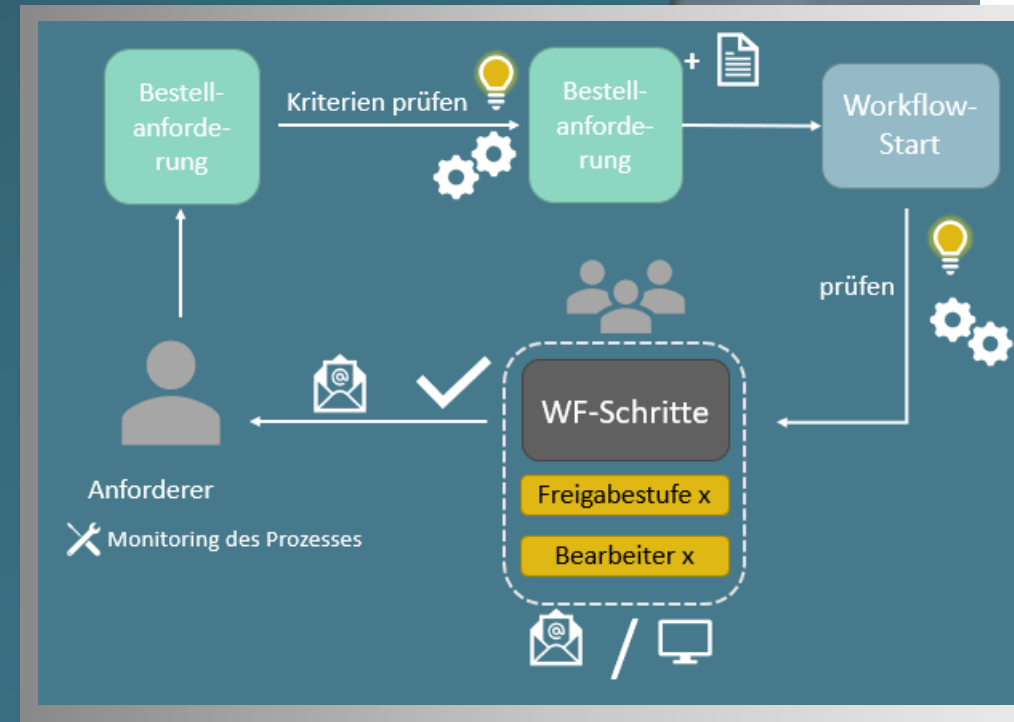 Bestell-
anforde-
rung
Kriterien prüfen
Bestell-
anforde-
rung
+
Workflow-
Start
prüfen
WF-Schritte
Freigabestufe x
Bearbeiter x
@
/
@
Anforderer
Monitoring des Prozesses